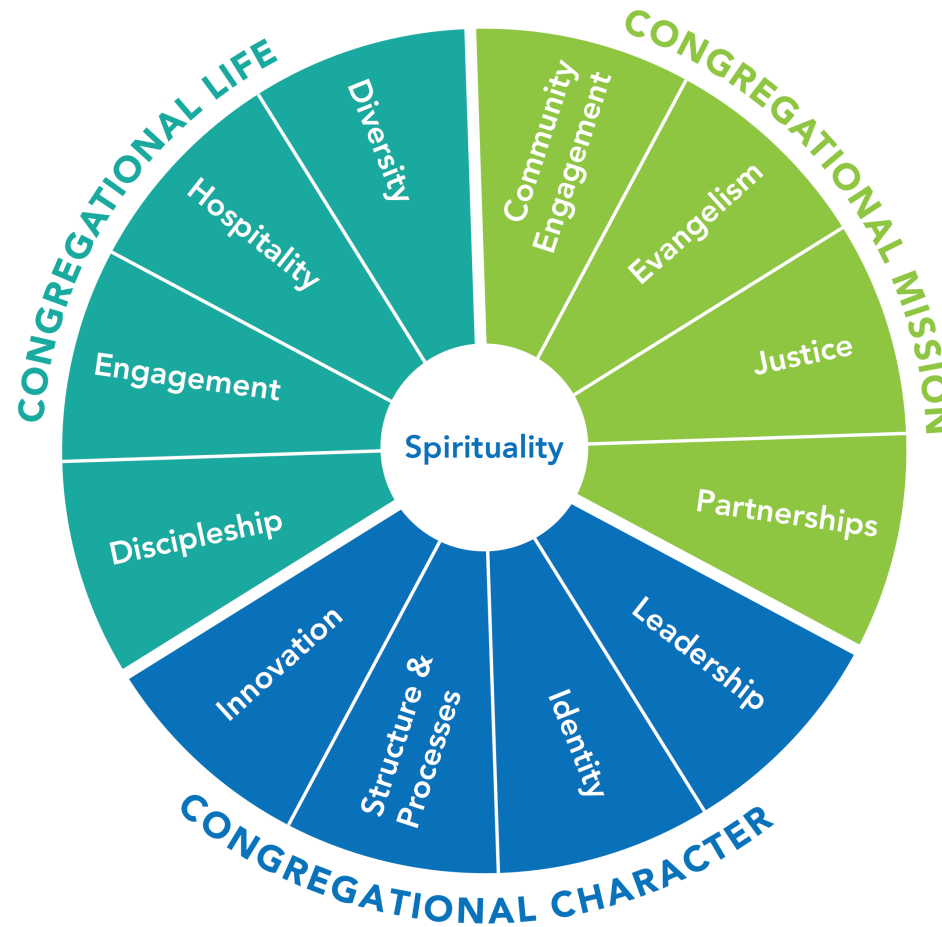 CONGREGATIONAL LIFE
Diversity
Hospitality
Engagement
Discipleship
CONGREGATIONAL MISSION
Community
Engagement
Evangelism
Justice
Partnerships
Spirituality
Leadership
Identity
Structure &
Processes
Innovation
CONGREGATIONAL CHARACTER